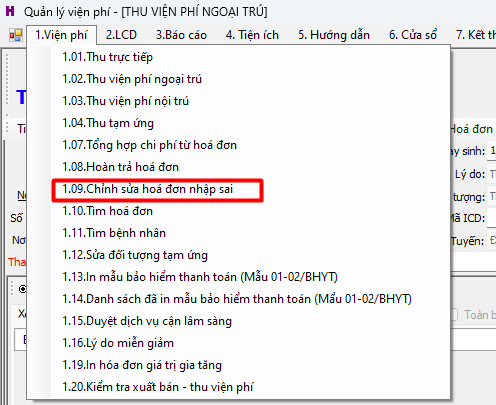 Quản lý viện phí - [THU VIỆN PHÍ NGOẠI TRÚ]
1.Viện phí 2.LCD 3.Báo cáo 4. Tiện ích 5. Hướng dẫn 6. Cửa sổ 7. Kết th
1.01.Thu trực tiếp
1.02.Thu viện phí ngoại trú
1.03.Thu viện phí nội trú
1.04.Thu tạm ứng
1.07.Tổng hợp chi phí từ hoá đơn
1.08.Hoàn trả hoá đơn
1.09.Chỉnh sửa hoá đơn nhập sai
1.10.Tìm hoá đơn
1.11.Tìm bệnh nhân
1.12.Sửa đối tượng tạm ứng
1.13.In mẫu bảo hiểm thanh toán (Mẫu 01-02/BHYT)
1.14.Danh sách đã in mẫu bảo hiểm thanh toán (Mẩu 01-02/BHYT)
1.15.Duyệt dịch vụ cận lâm sàng
1.16.Lý do miễn giảm
1.19.In hóa đơn giá trị gia tăng
1.20.Kiểm tra xuất bán - thu viện phí
Hoá đơn
ày sinh: 1
Lý do:
tượng:
Mã ICD:
Tuyến:
Số
Toàn b